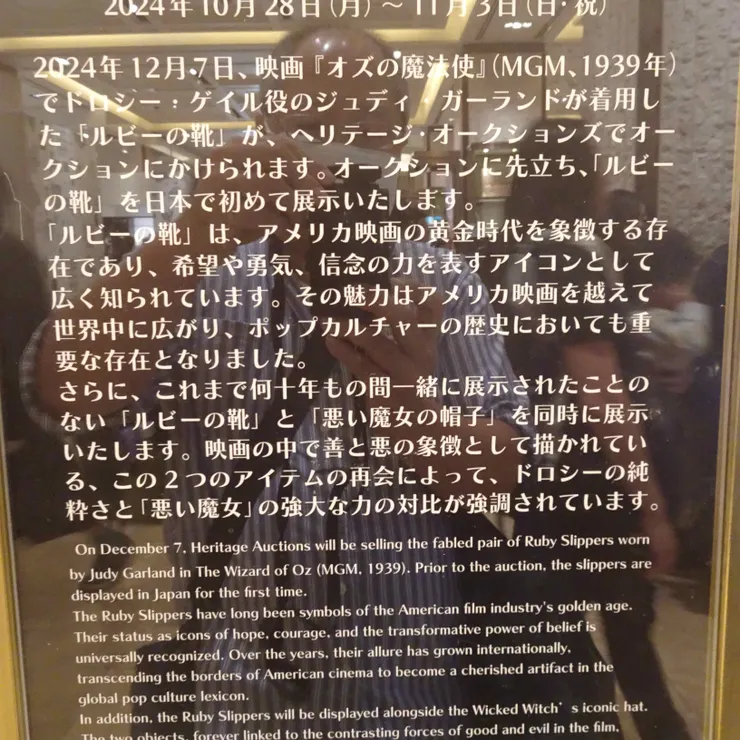 2024年10月28日(月)～11月3日(日・祝)
2024年12月7日、映画『オズの魔法使』(MGM、1939年)
でドロシー：ゲイル役のジュディ・ガーランドが着用し
た「ルビーの靴」が、ヘリテージ・オークションズでオー
クションにかけられます。オークションに先立ち、「ルビー
の靴」を日本で初めて展示いたします。
「ルビーの靴」は、アメリカ映画の黄金時代を象徴する存
在であり、希望や勇気、信念の力を表すアイコンとして
広く知られています。その魅力はアメリカ映画を越えて
世界中に広がり、ポップカルチャーの歴史においても重
要な存在となりました。
さらに、これまで何十年もの間一緒に展示されたことの
ない「ルビーの靴」と「悪い魔女の帽子」を同時に展示
いたします。映画の中で善と悪の象徴として描かれてい
る、この２つのアイテムの再会によって、ドロシーの純
粋さと「悪い魔女」の強大な力の対比が強調されています。
On December 7, Heritage Auctions will be selling the fabled pair of Ruby Slippers worn
by Judy Garland in The Wizard of Oz (MGM, 1939). Prior to the auction, the slippers are
displayed in Japan for the first time.
The Ruby Slippers have long been symbols of the American film industry's golden age.
Their status as icons of hope, courage, and the transformative power of belief is
universally recognized. Over the years, their allure has grown internationally,
transcending the borders of American cinema to become a cherished artifact in the
global pop culture lexicon.
In addition, the Ruby Slippers will be displayed alongside the Wicked Witch's iconic hat.
The two objects, forever linked to the contrasting forces of good and evil in the film,